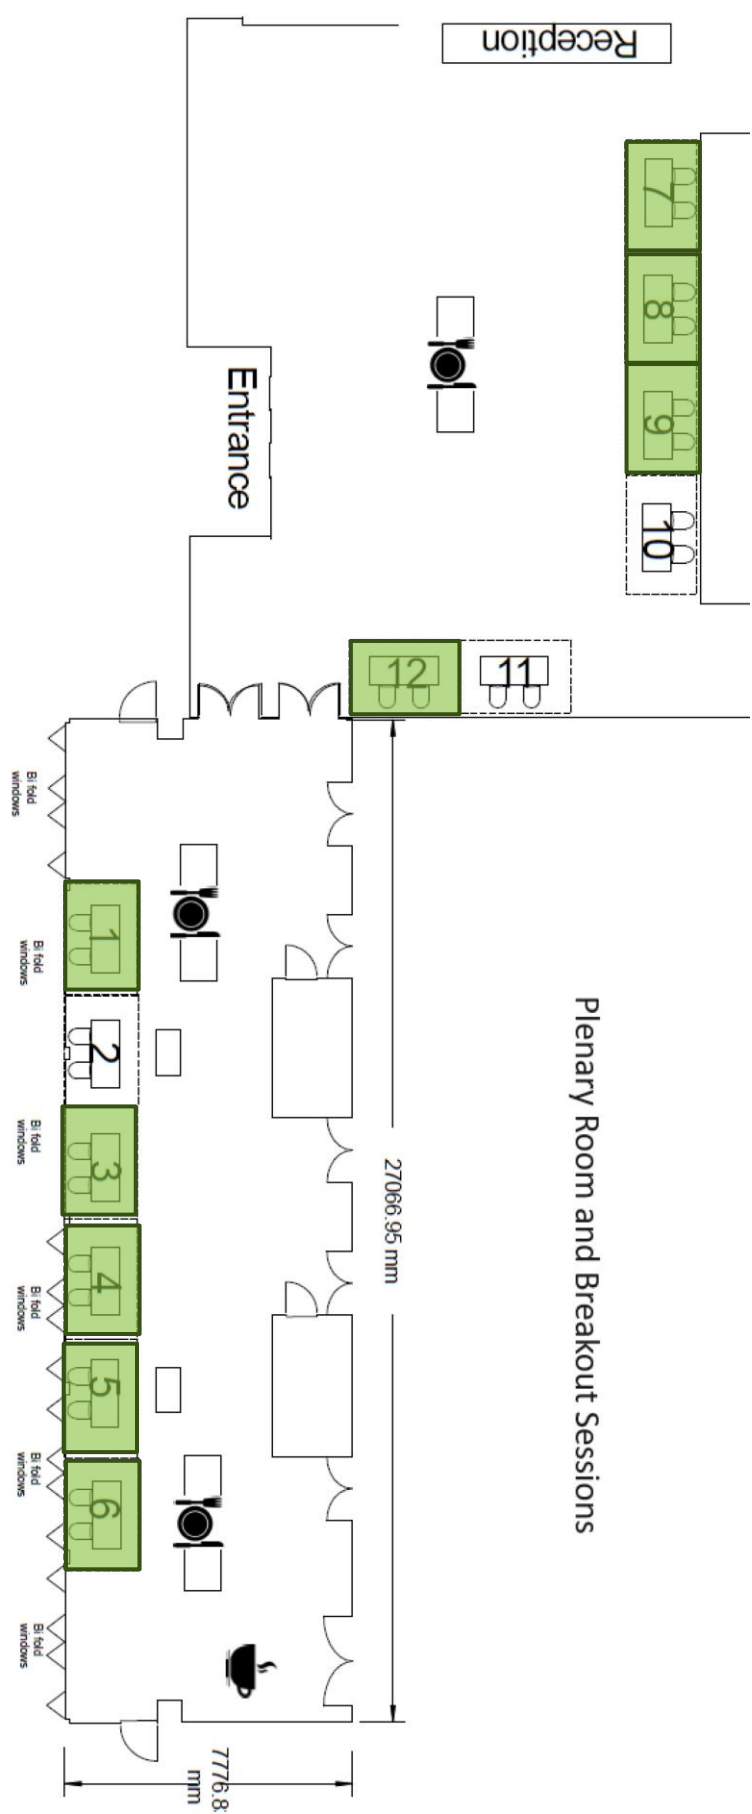 Reception
7
8
9
10
Entrance
12
11
Bi fold
windows
1
Bi fold
windows
2
Plenary Room and Breakout Sessions
3
Bi fold
windows
27066.95 mm
4
Bi fold
windows
5
6
Bi fold
windows
Bi fold
windows
mm